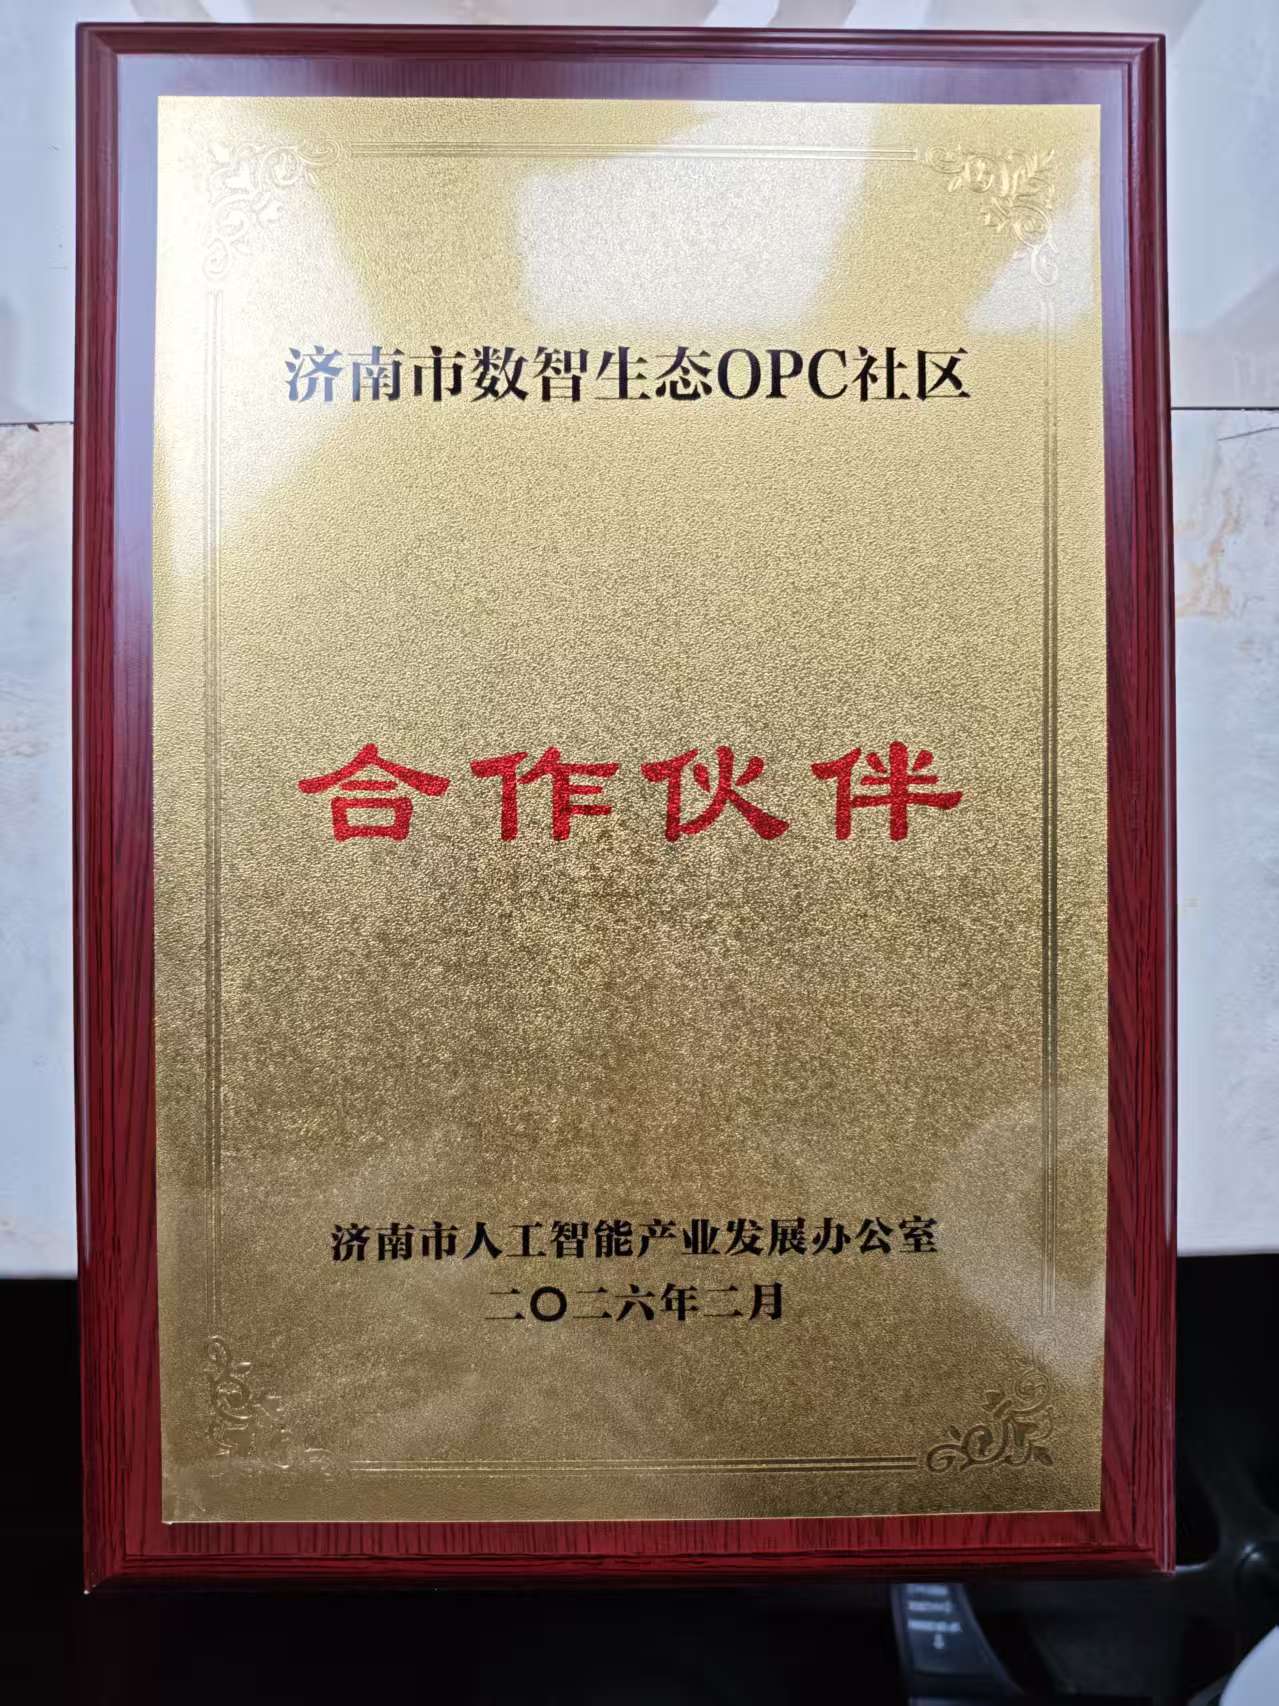 济南市数智生态OPC社区
合作伙伴
济南市人工智能产业发展办公室
二〇二六年二月